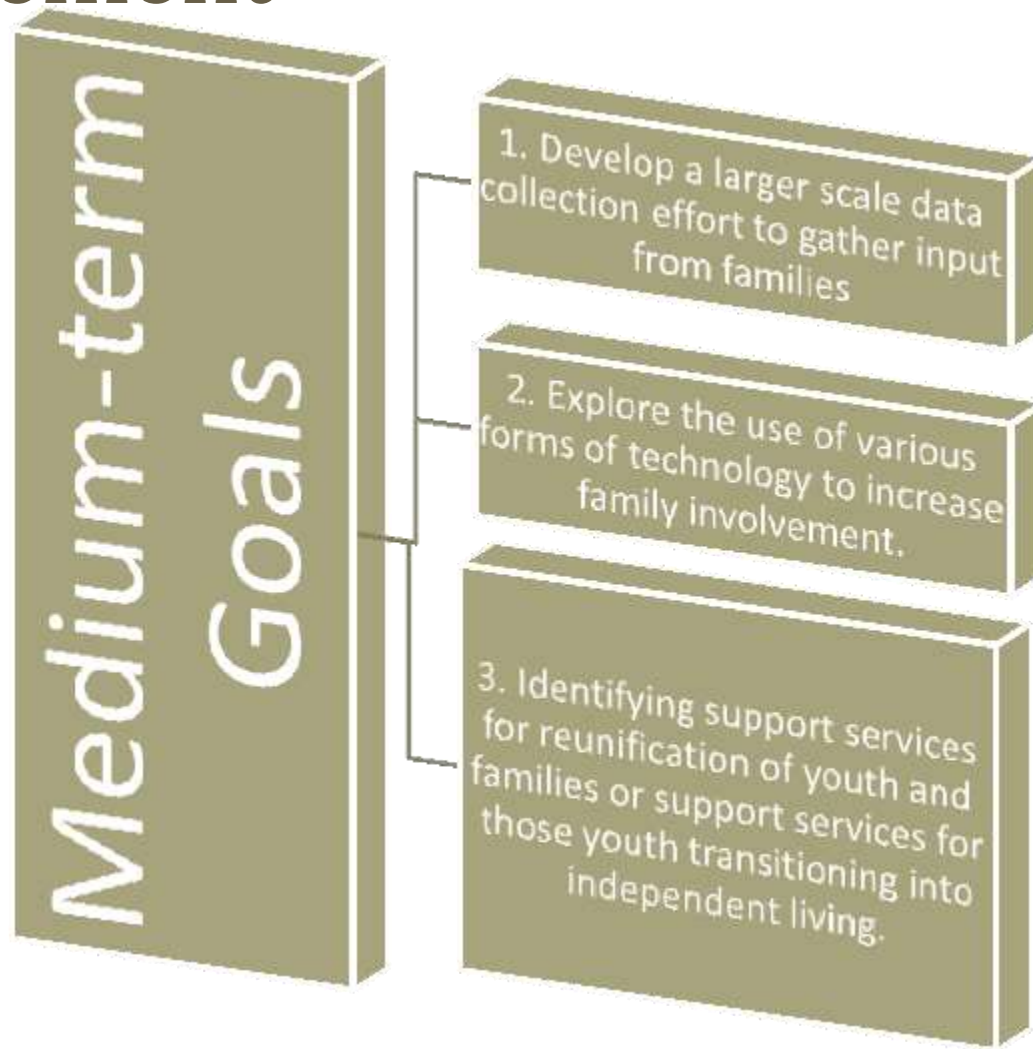 Medium-term
Goals
1. Develop a larger scale data
collection effort to gather input
from families
2. Explore the use of various
forms of technology to increase
family involvement.
3. Identifying support services
for reunification of youth and
families or support services for
those youth transitioning into
independent living.